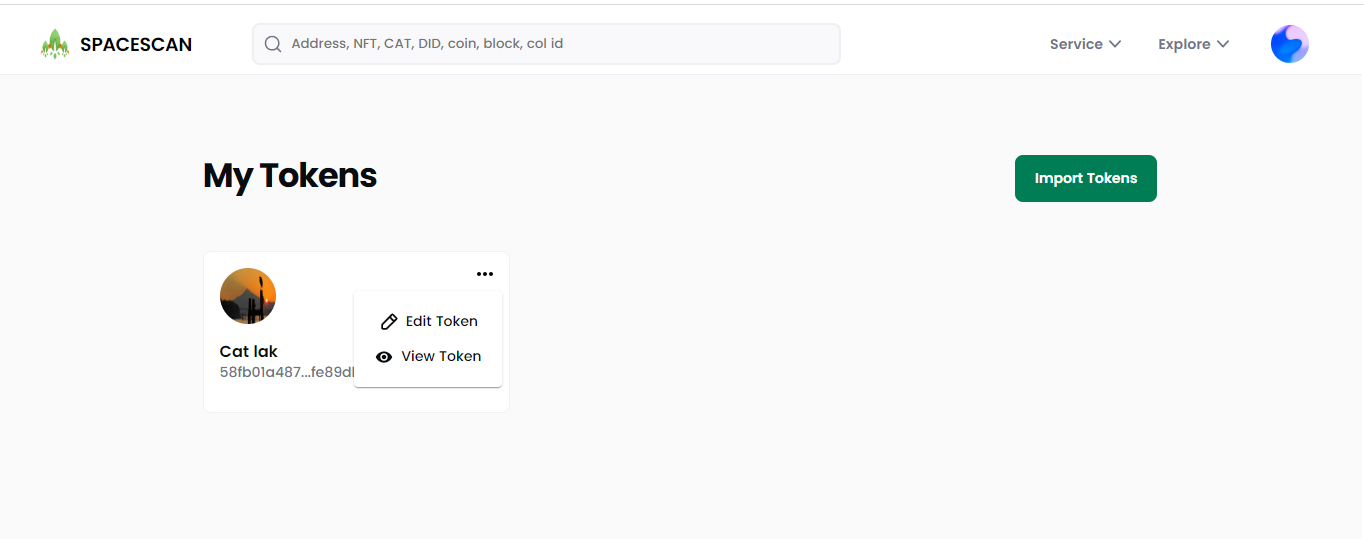 SPACESCAN
Address, NFT, CAT, DID, coin, block, col id
Service
Explore
My Tokens
Import Tokens
Cat lak
58fb01a487...fe89d
Edit Token
View Token